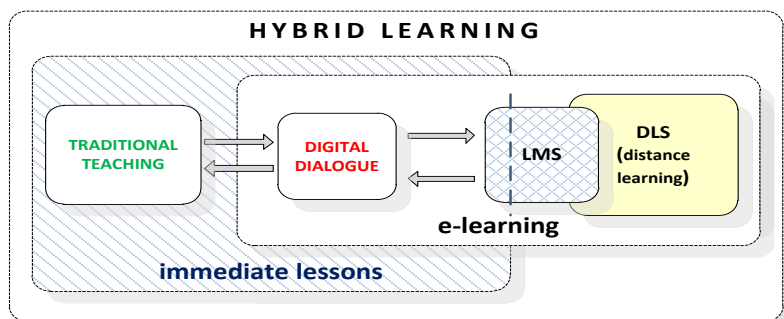 HYBRID LEARNING
TRADITIONAL
TEACHING
DIGITAL
DIALOGUE
LMS
DLS
(distance
learning)
e-learning
immediate lessons